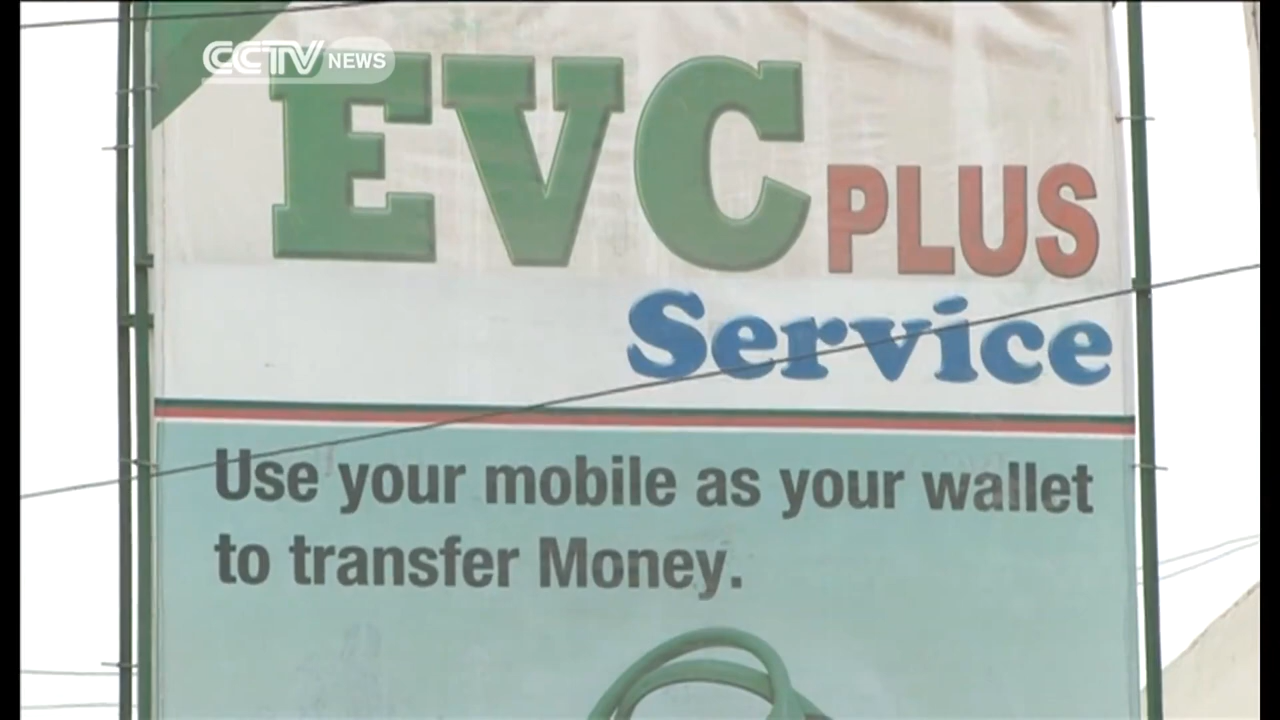 CCTV NEWS
EVC PLUS
Service
Use your mobile as your wallet
to transfer Money.